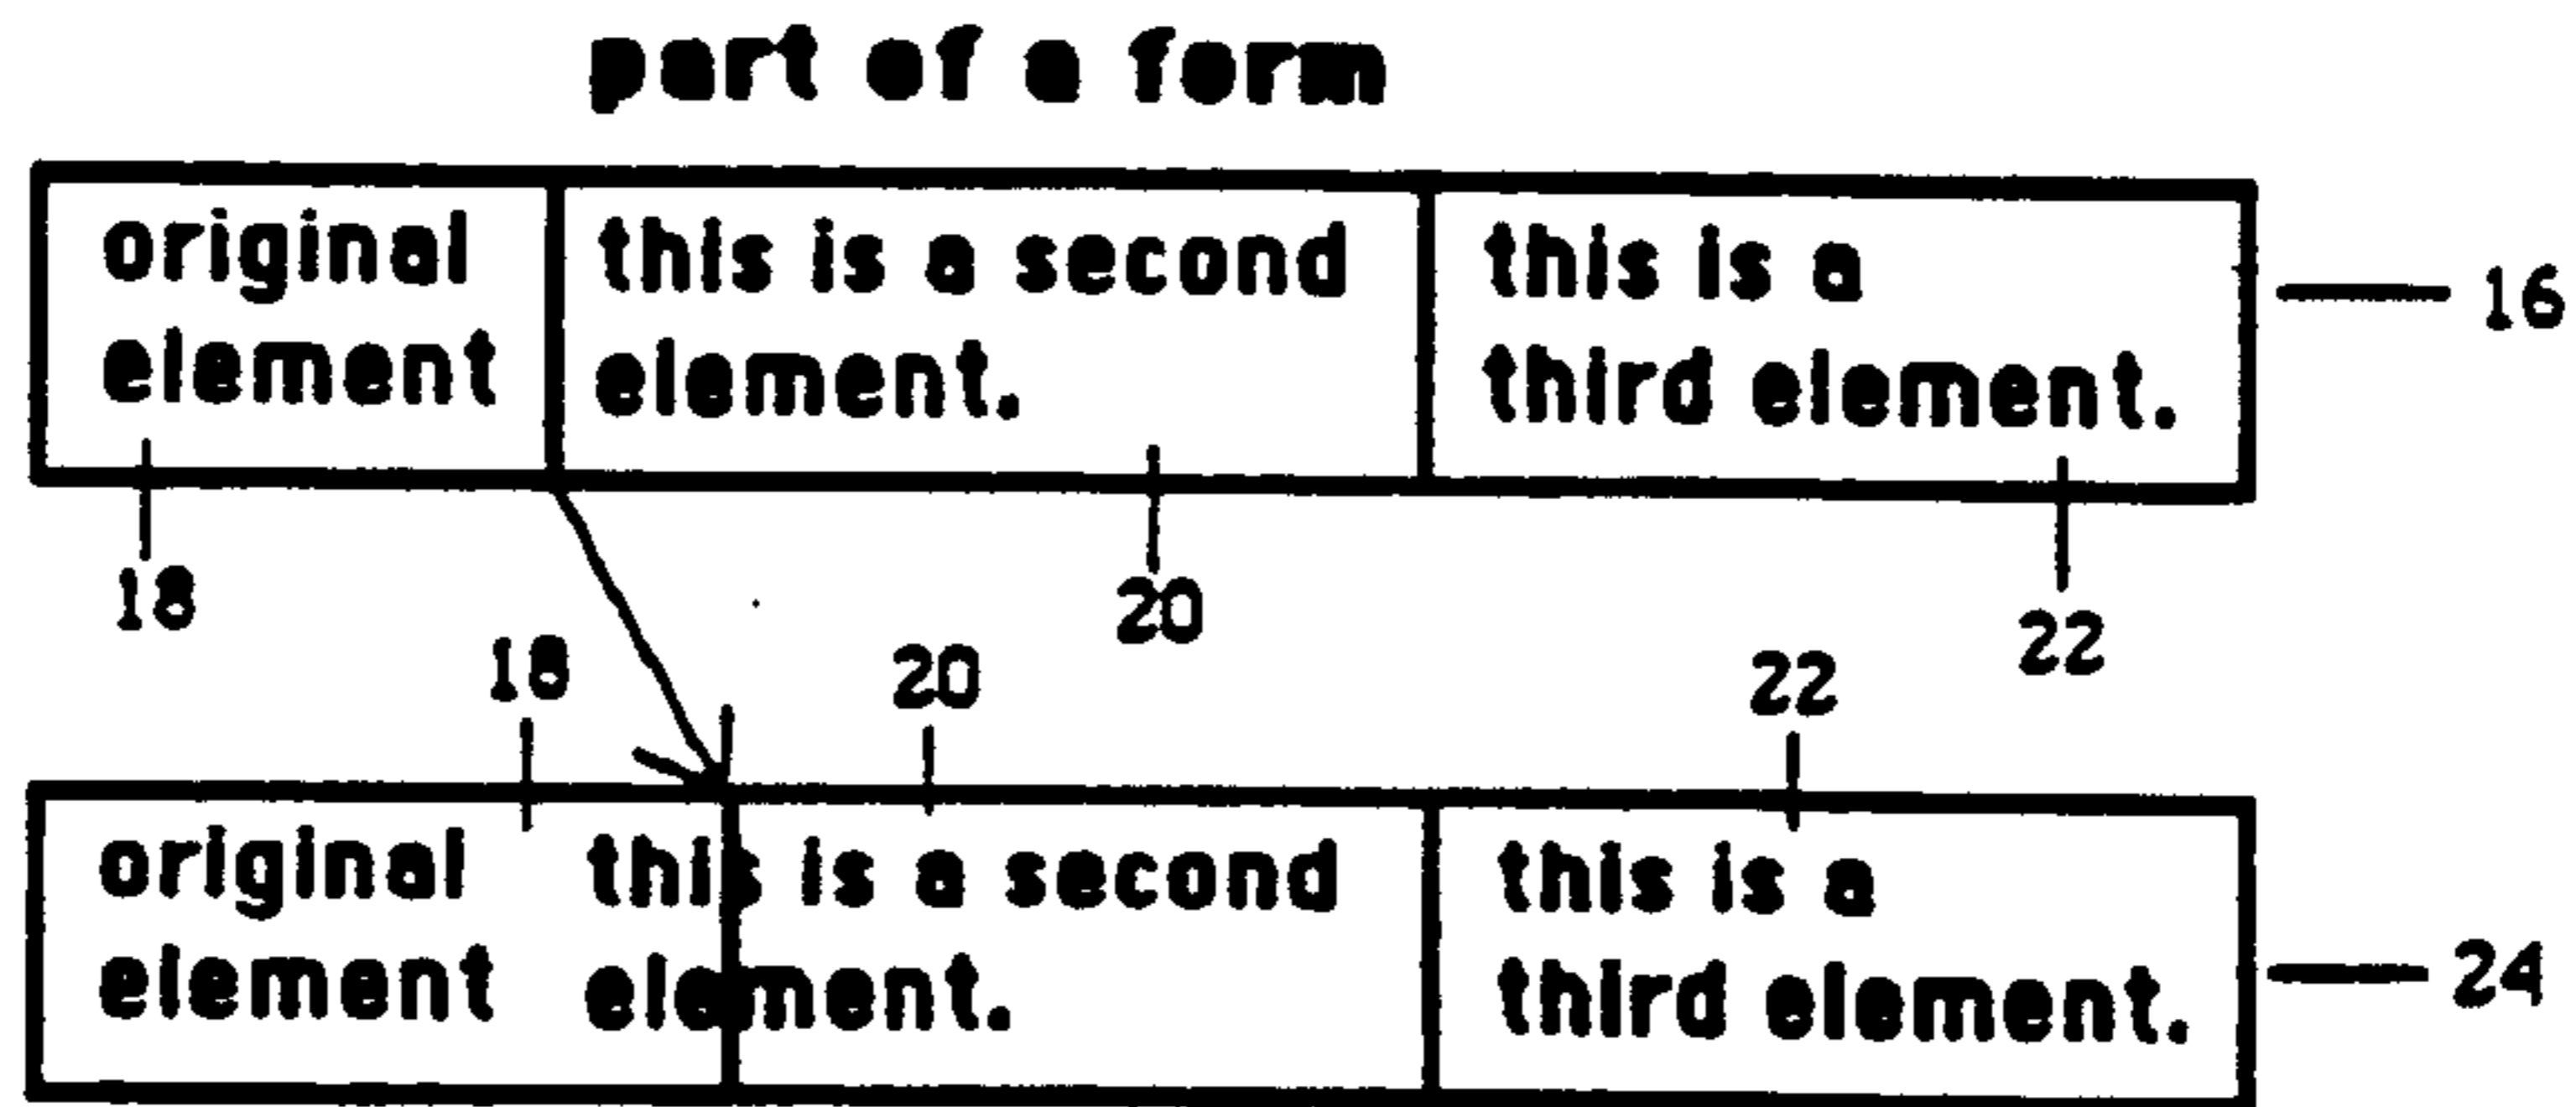 part of a form
original this is a second this is a
element element. third element.
16
18 20 22
18 20 22
original this is a second this is a
element element. third element.
24